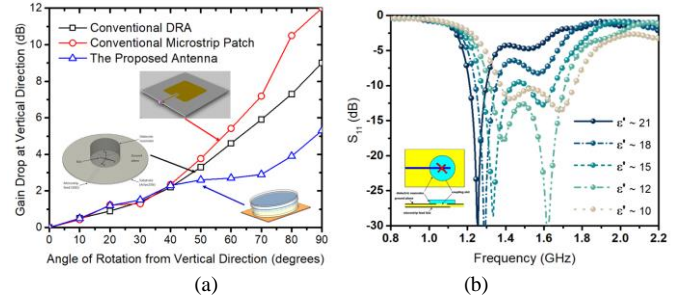 Gain Drop at Vertical Direction (dB)
12
10
8
6
4
2
0
Conventional DRA
Conventional Microstrip Patch
The Proposed Antenna
0 10 20 30 40 50 60 70 80 90
Angle of Rotation from Vertical Direction (degrees)
(a)
S11 (dB)
0
-5
-10
-15
-20
-25
-30
ε' ~ 21
ε' ~ 18
ε' ~ 15
ε' ~ 12
ε' ~ 10
0.8 1.0 1.2 1.4 1.6 1.8 2.0 2.2
Frequency (GHz)
(b)